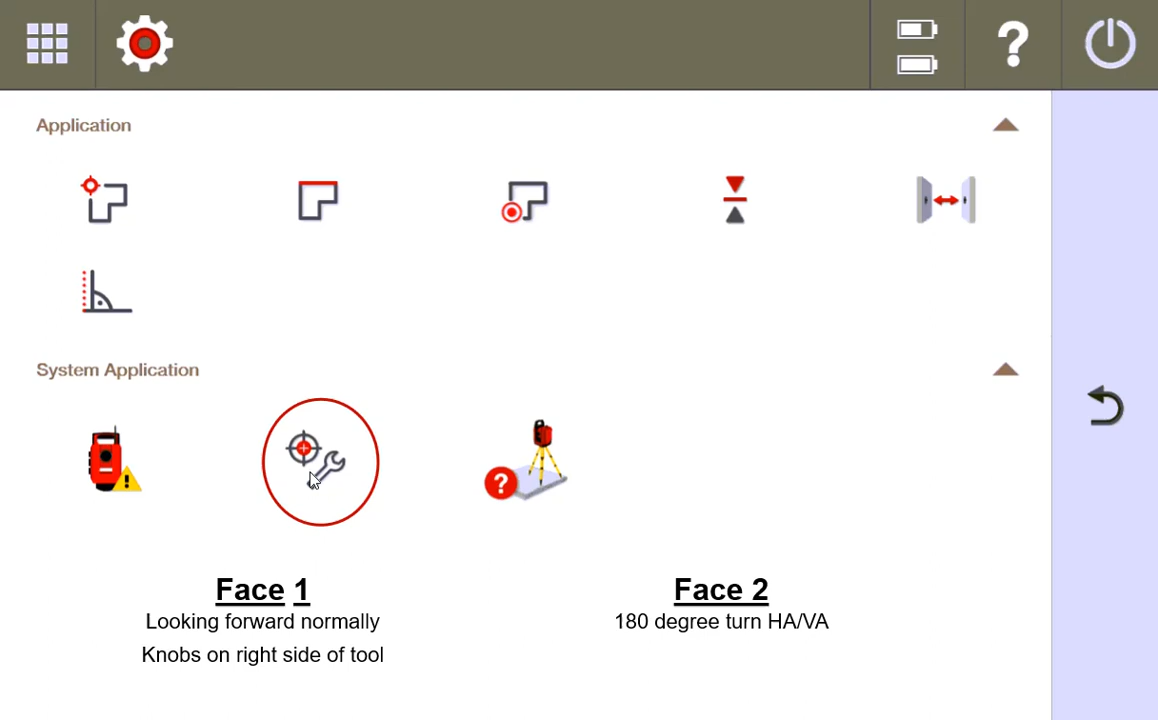 Application
System Application
Face 1
Looking forward normally
Knobs on right side of tool
Face 2
180 degree turn HA/VA